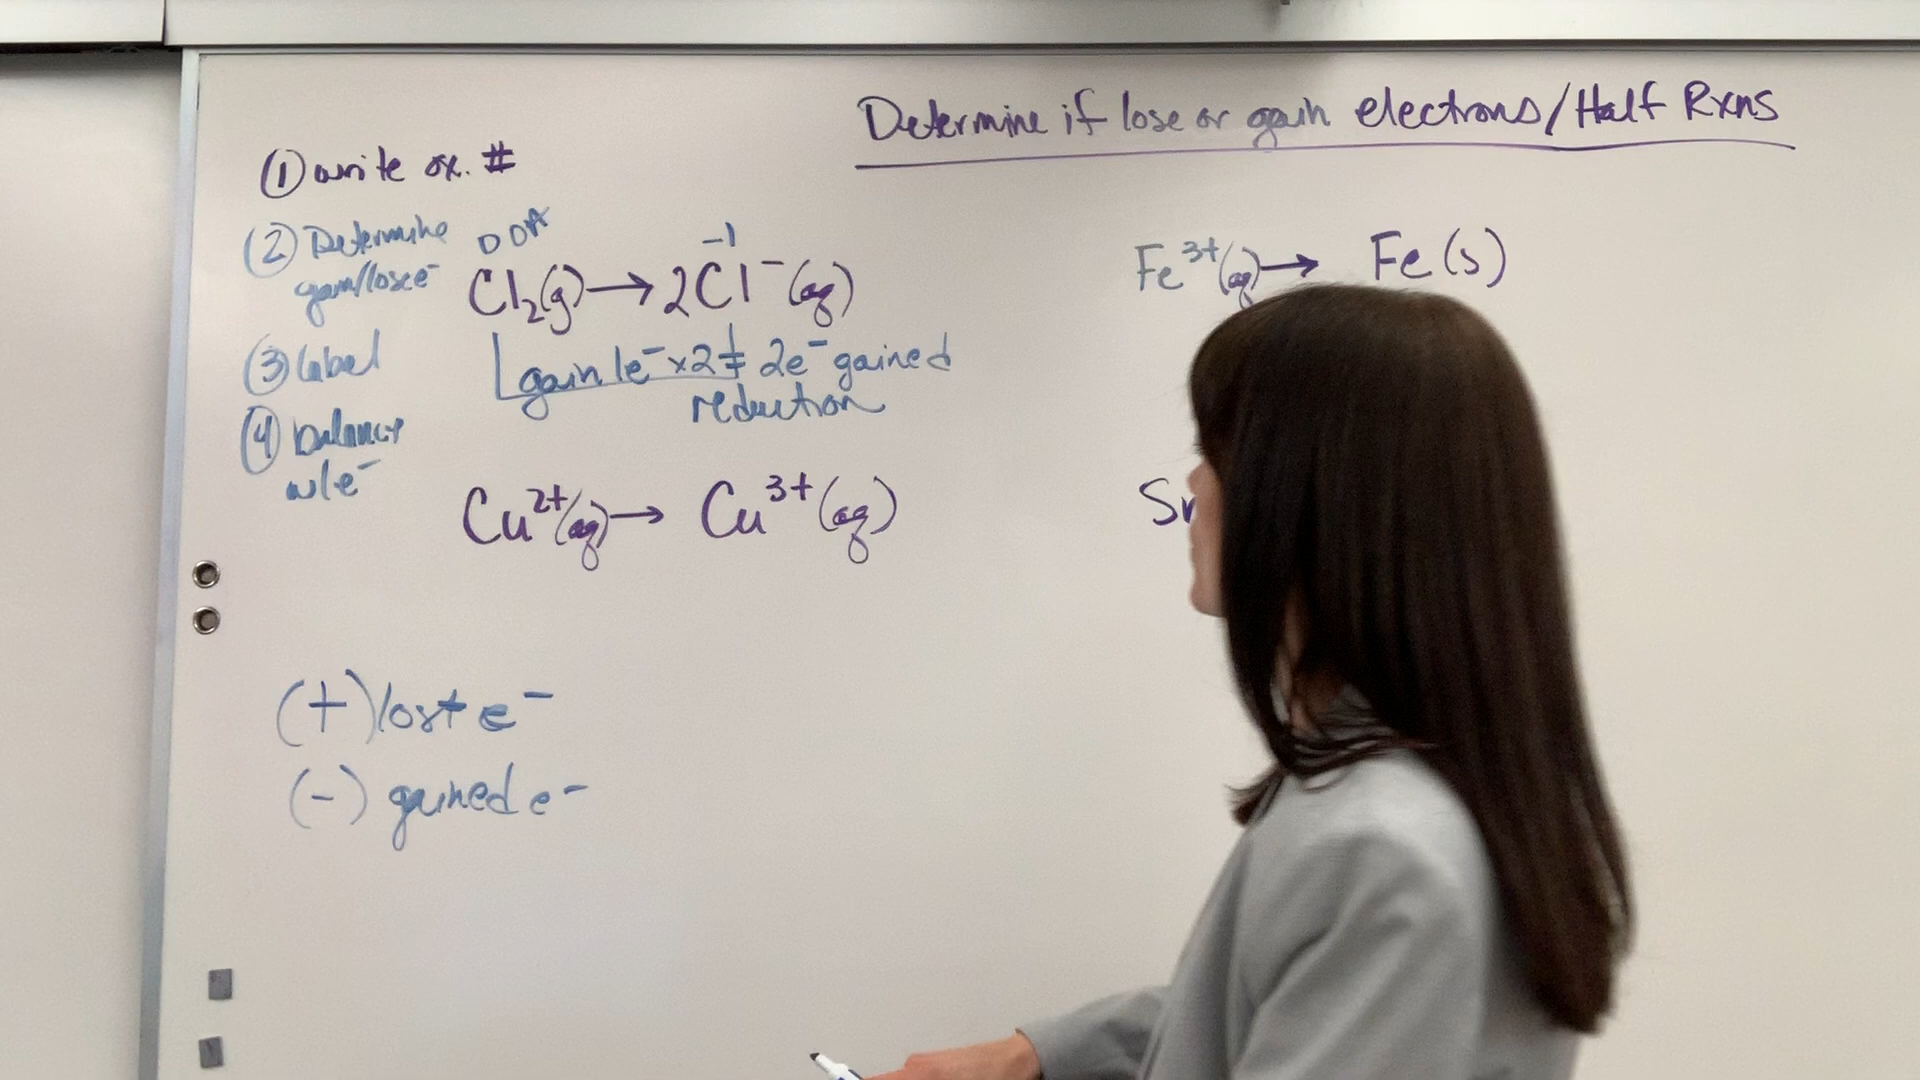 Determine if lose or gain electrons/Half Rxns
① write ox. #
② Determine
gain/lose e⁻
③ label
④ balance
w/e⁻
0
-1
Cl₂(g) → 2Cl⁻(aq)
gain 1e⁻ x2 = 2e⁻ gained
reduction
Cu²⁺(aq) → Cu³⁺(aq)
(+) lost e⁻
(-) gained e⁻
Fe³⁺(aq) → Fe(s)